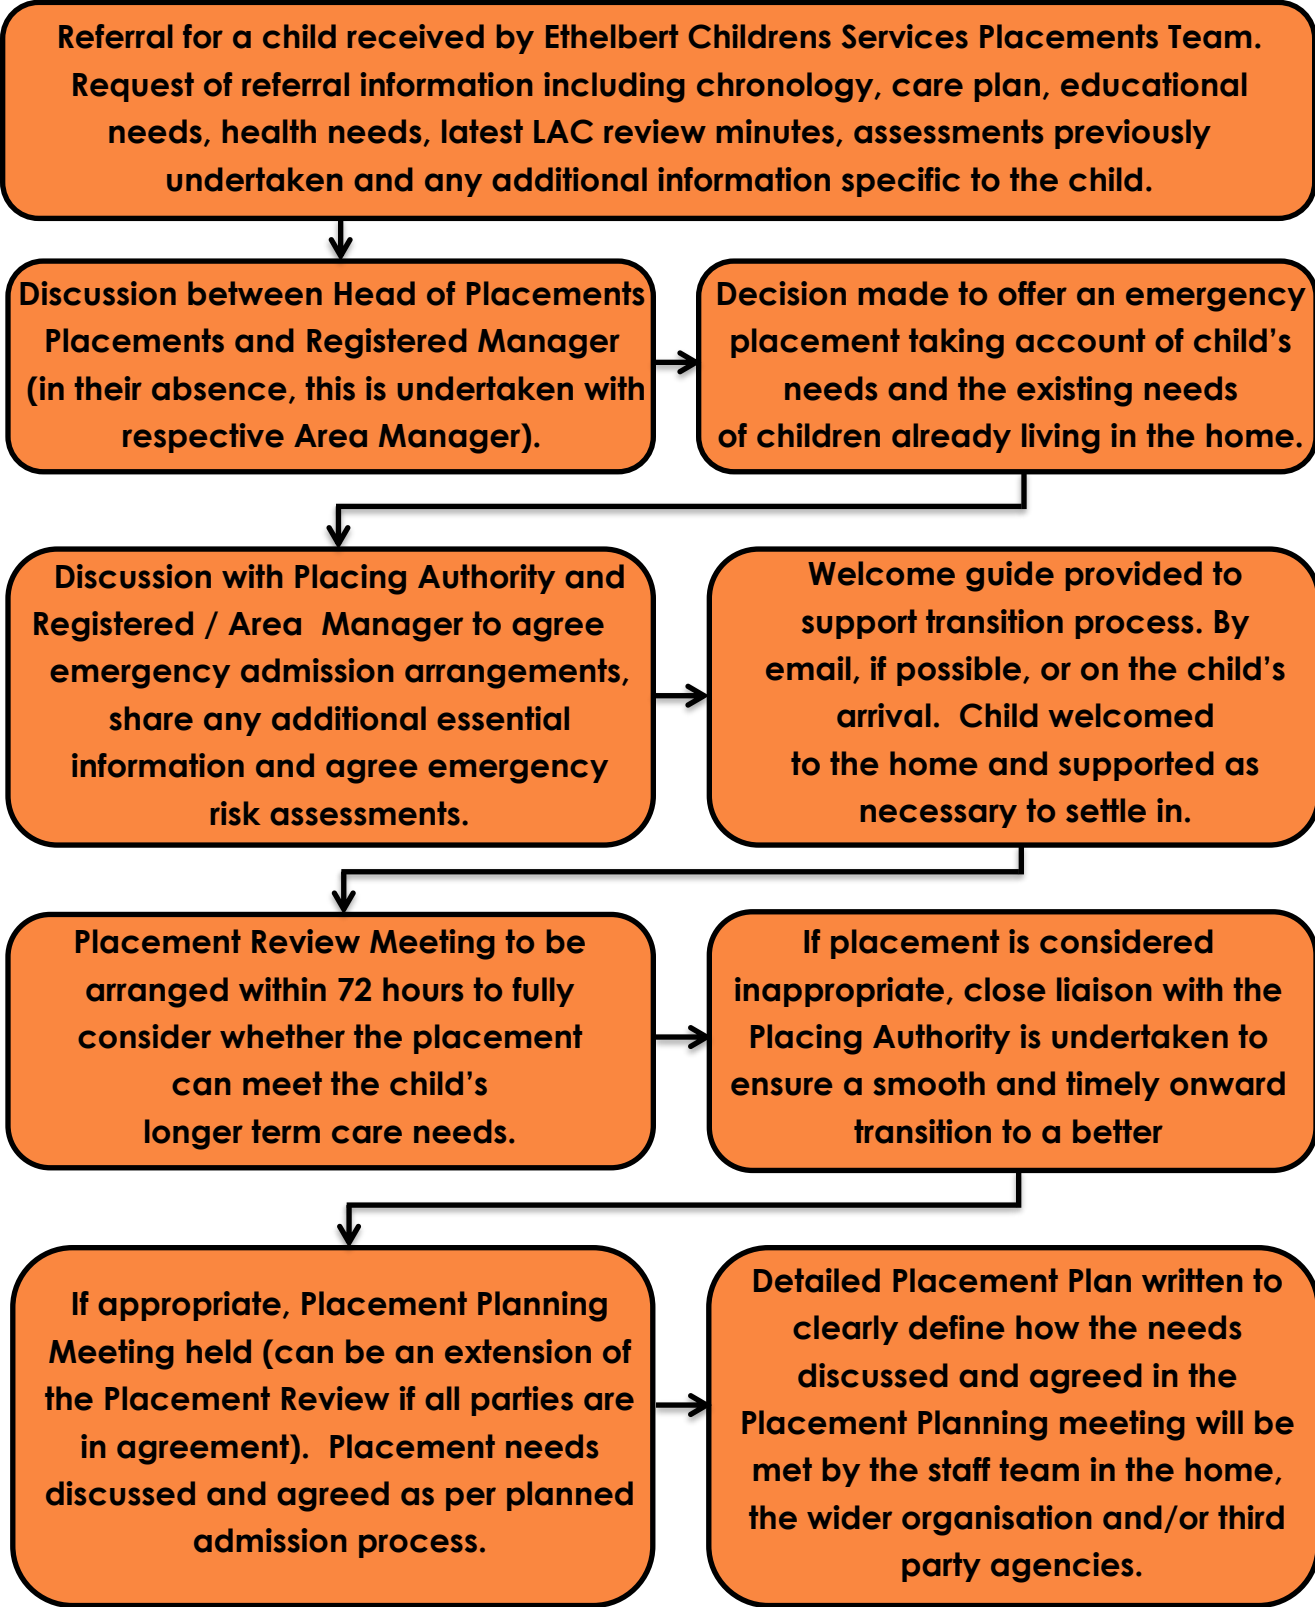 Referral for a child received by Ethelbert Childrens Services Placements Team.
Request of referral information including chronology, care plan, educational
needs, health needs, latest LAC review minutes, assessments previously
undertaken and any additional information specific to the child.
Discussion between Head of Placements
Placements and Registered Manager
(in their absence, this is undertaken with
respective Area Manager).
Decision made to offer an emergency
placement taking account of child’s
needs and the existing needs
of children already living in the home.
Discussion with Placing Authority and
Registered / Area  Manager to agree
emergency admission arrangements,
share any additional essential
information and agree emergency
risk assessments.
Welcome guide provided to
support transition process. By
email, if possible, or on the child’s
arrival.  Child welcomed
to the home and supported as
necessary to settle in.
Placement Review Meeting to be
arranged within 72 hours to fully
consider whether the placement
can meet the child’s
longer term care needs.
If placement is considered
inappropriate, close liaison with the
Placing Authority is undertaken to
ensure a smooth and timely onward
transition to a better
If appropriate, Placement Planning
Meeting held (can be an extension of
the Placement Review if all parties are
in agreement).  Placement needs
discussed and agreed as per planned
admission process.
Detailed Placement Plan written to
clearly define how the needs
discussed and agreed in the
Placement Planning meeting will be
met by the staff team in the home,
the wider organisation and/or third
party agencies.